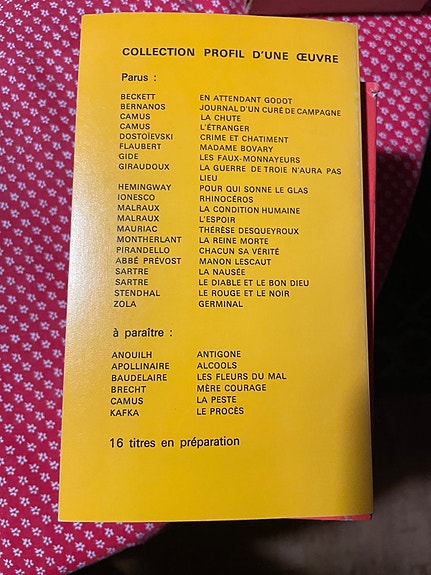 COLLECTION PROFIL D'UNE ŒUVRE
Parus :
BECKETT EN ATTENDANT GODOT
BERNANOS JOURNAL D'UN CURÉ DE CAMPAGNE
CAMUS LA CHUTE
CAMUS L'ÉTRANGER
DOSTOÏEVSKI CRIME ET CHATIMENT
FLAUBERT MADAME BOVARY
GIDE LES FAUX-MONNAYEURS
GIRAUDOUX LA GUERRE DE TROIE N'AURA PAS
LIEU
HEMINGWAY POUR QUI SONNE LE GLAS
IONESCO RHINOCÉROS
MALRAUX LA CONDITION HUMAINE
MALRAUX L'ESPOIR
MAURIAC THÉRÈSE DESQUEYROUX
MONTHERLANT LA REINE MORTE
PIRANDELLO CHACUN SA VÉRITÉ
ABBÉ PRÉVOST MANON LESCAUT
SARTRE LA NAUSÉE
SARTRE LE DIABLE ET LE BON DIEU
STENDHAL LE ROUGE ET LE NOIR
ZOLA GERMINAL
à paraître :
ANOUILH ANTIGONE
APOLLINAIRE ALCOOLS
BAUDELAIRE LES FLEURS DU MAL
BRECHT MÈRE COURAGE
CAMUS LA PESTE
KAFKA LE PROCÈS
16 titres en préparation